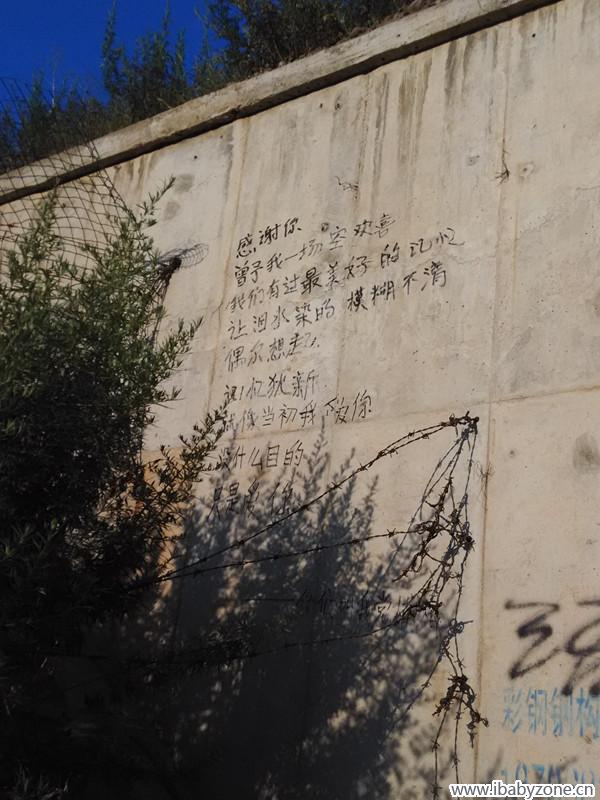 感谢你
曾予我一场空欢喜
我们有过最美好的记忆
让泪水染的模糊不清
偶尔想起
记忆犹新
就像当初我爱你
没什么目的
只是爱你
彩钢钢构
www.ibabyzone.cn